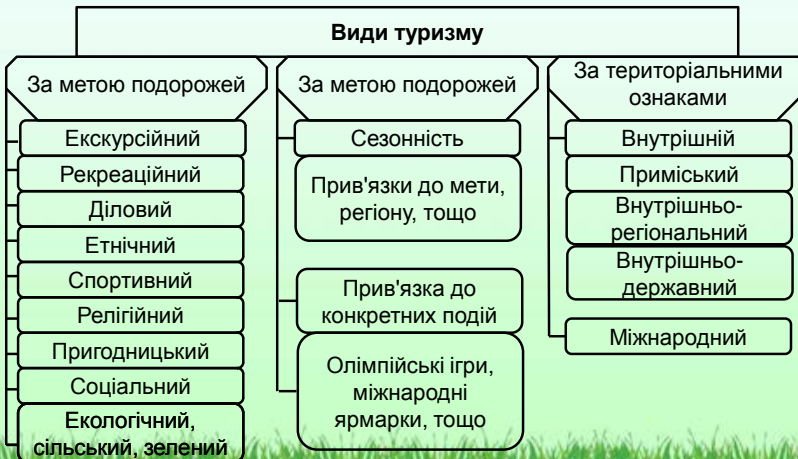 Види туризму
За метою подорожей
Екскурсійний
Рекреаційний
Діловий
Етнічний
Спортивний
Релігійний
Пригодницький
Соціальний
Екологічний,
сільський, зелений
За метою подорожей
Сезонність
Прив'язки до мети,
регіону, тощо
Прив'язка до
конкретних подій
Олімпійські ігри,
міжнародні
ярмарки, тощо
За територіальними
ознаками
Внутрішній
Приміський
Внутрішньо-
регіональний
Внутрішньо-
державний
Міжнародний